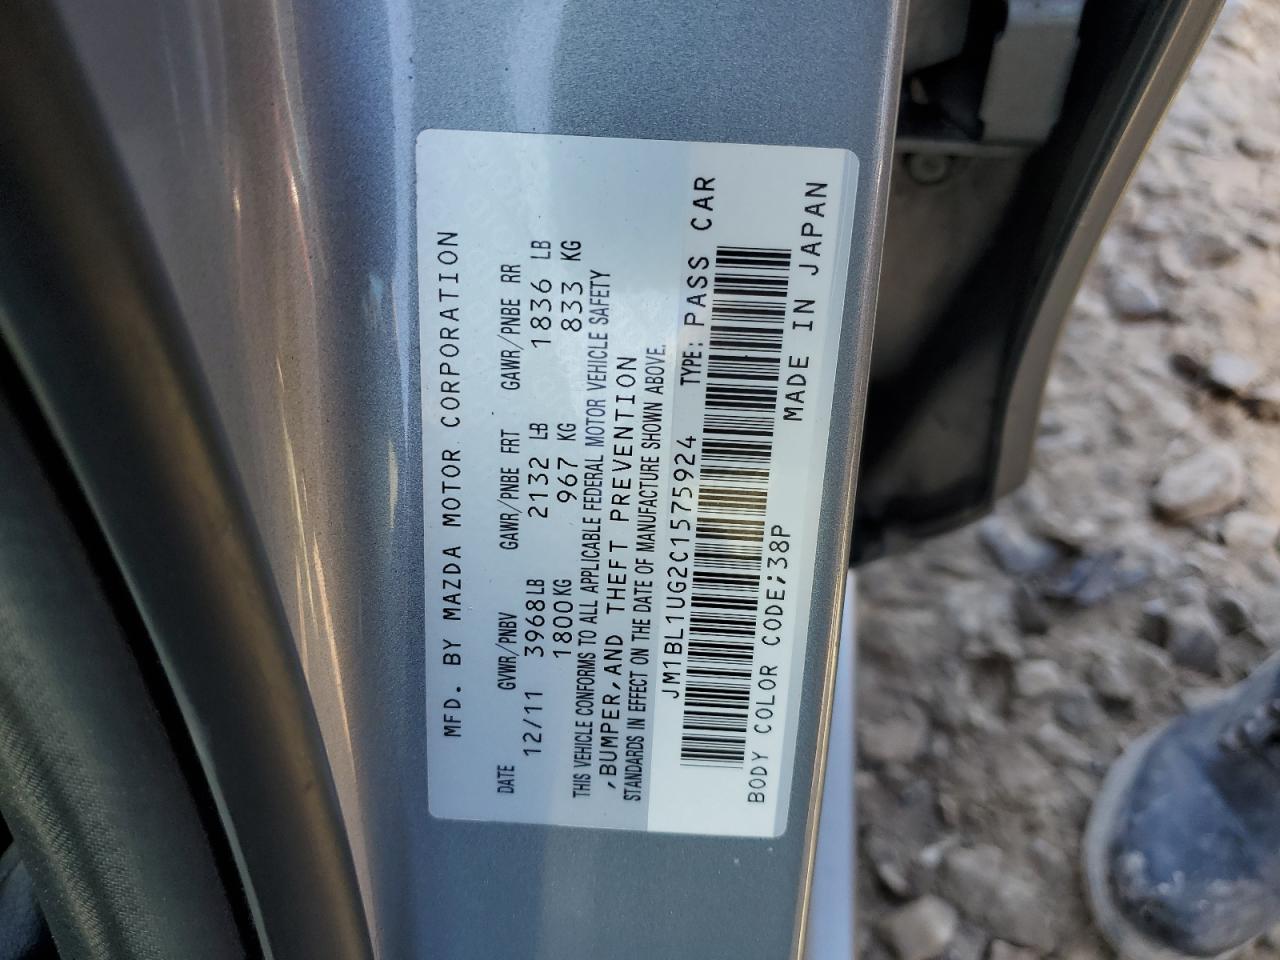 MFD. BY MAZDA MOTOR CORPORATION
DATE GVWR/PNBV GAWR/PNBE FRT GAWR/PNBE RR
12/11 3968LB 2132 LB 1836 LB
1800KG 967 KG 833 KG
THIS VEHICLE CONFORMS TO ALL APPLICABLE FEDERAL MOTOR VEHICLE SAFETY
,BUMPER,AND THEFT PREVENTION
STANDARDS IN EFFECT ON THE DATE OF MANUFACTURE SHOWN ABOVE.
JM1BL1UG2C1575924 TYPE: PASS CAR
BODY COLOR CODE;38P MADE IN JAPAN